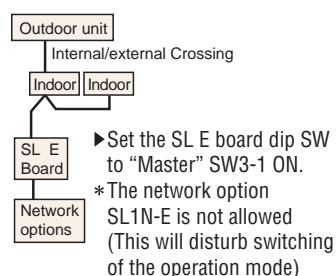 Outdoor unit
Internal/external Crossing
Indoor Indoor
SL E
Board
▶Set the SL E board dip SW
to “Master” SW3-1 ON.
Network
options
*The network option
SL1N-E is not allowed
(This will disturb switching
of the operation mode)